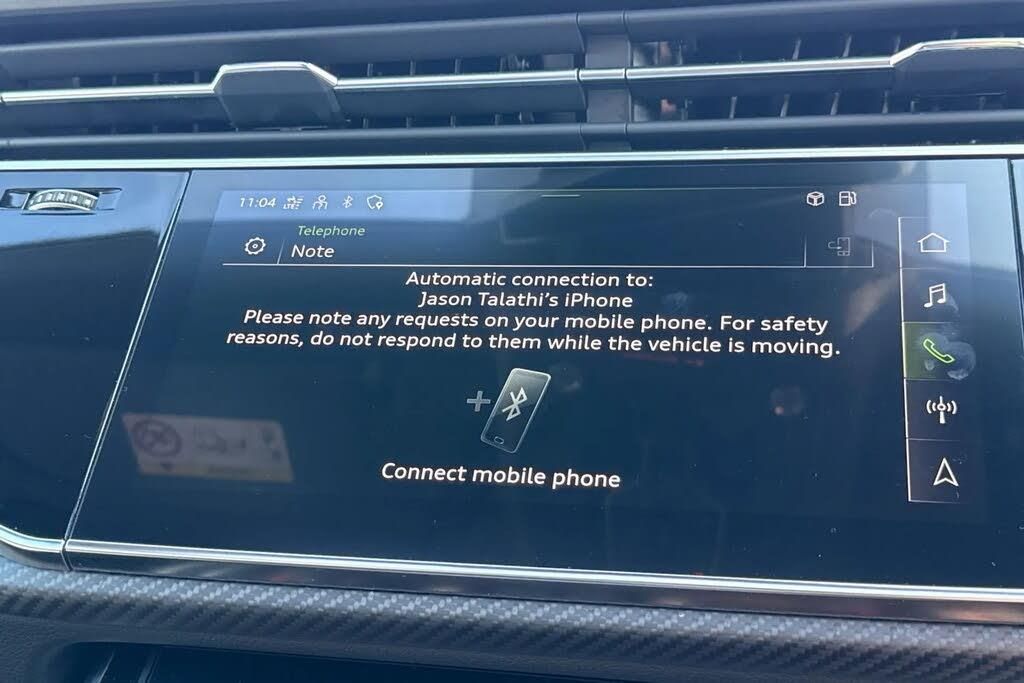 11:04 LTE
Telephone
Note
Automatic connection to:
Jason Talathi's iPhone
Please note any requests on your mobile phone. For safety
reasons, do not respond to them while the vehicle is moving.
Connect mobile phone